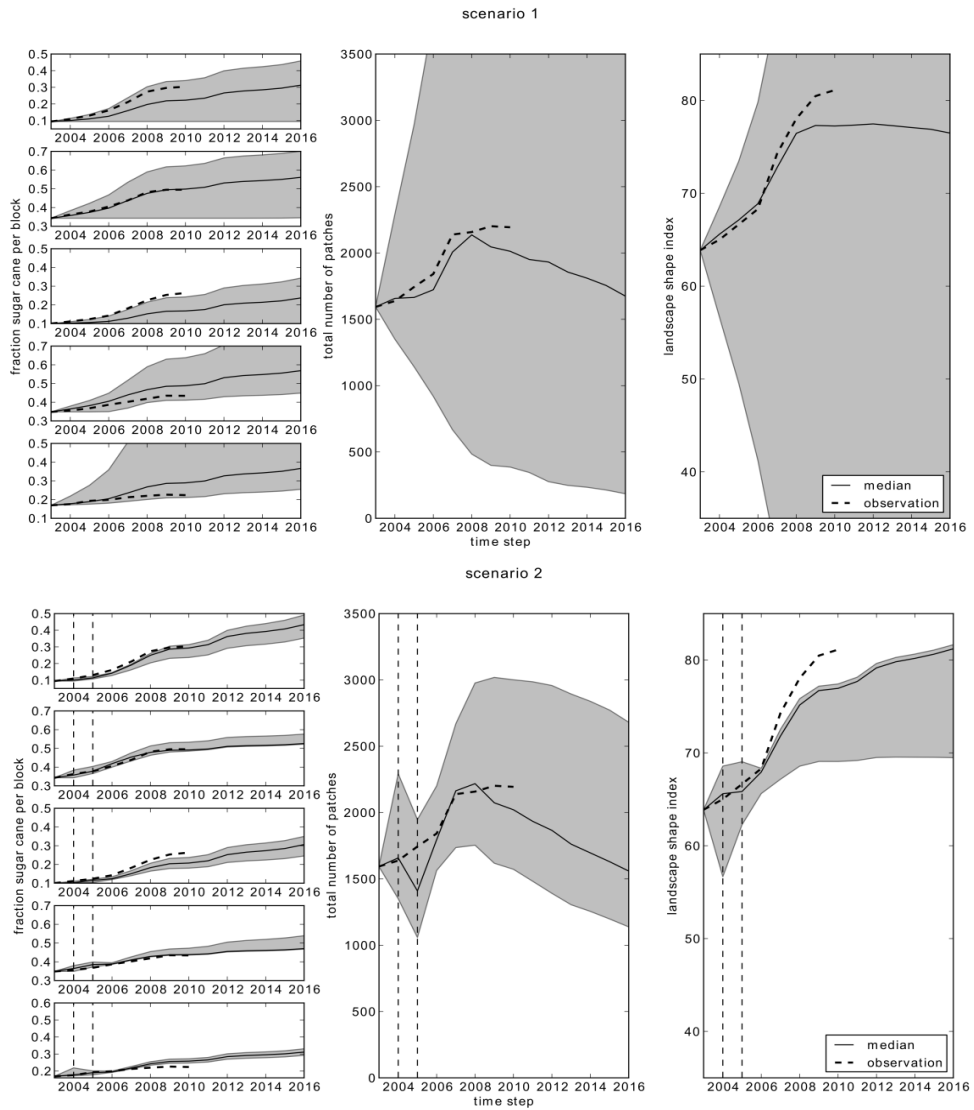 scenario 1
fraction sugar cane per block
0.5
0.4
0.3
0.2
0.1
2004 2006 2008 2010 2012 2014 2016
0.7
0.6
0.5
0.4
0.3
2004 2006 2008 2010 2012 2014 2016
0.5
0.4
0.3
0.2
0.1
2004 2006 2008 2010 2012 2014 2016
0.7
0.6
0.5
0.4
0.3
2004 2006 2008 2010 2012 2014 2016
0.5
0.4
0.3
0.2
0.1
2004 2006 2008 2010 2012 2014 2016
total number of patches
3500
3000
2500
2000
1500
1000
500
0
2004 2006 2008 2010 2012 2014 2016
time step
landscape shape index
80
70
60
50
40
median
observation
2004 2006 2008 2010 2012 2014 2016
scenario 2
fraction sugar cane per block
0.5
0.4
0.3
0.2
0.1
2004 2006 2008 2010 2012 2014 2016
0.7
0.6
0.5
0.4
0.3
2004 2006 2008 2010 2012 2014 2016
0.5
0.4
0.3
0.2
0.1
2004 2006 2008 2010 2012 2014 2016
0.7
0.6
0.5
0.4
0.3
2004 2006 2008 2010 2012 2014 2016
0.6
0.5
0.4
0.3
0.2
0.1
2004 2006 2008 2010 2012 2014 2016
total number of patches
3500
3000
2500
2000
1500
1000
500
0
2004 2006 2008 2010 2012 2014 2016
time step
landscape shape index
80
70
60
50
40
median
observation
2004 2006 2008 2010 2012 2014 2016